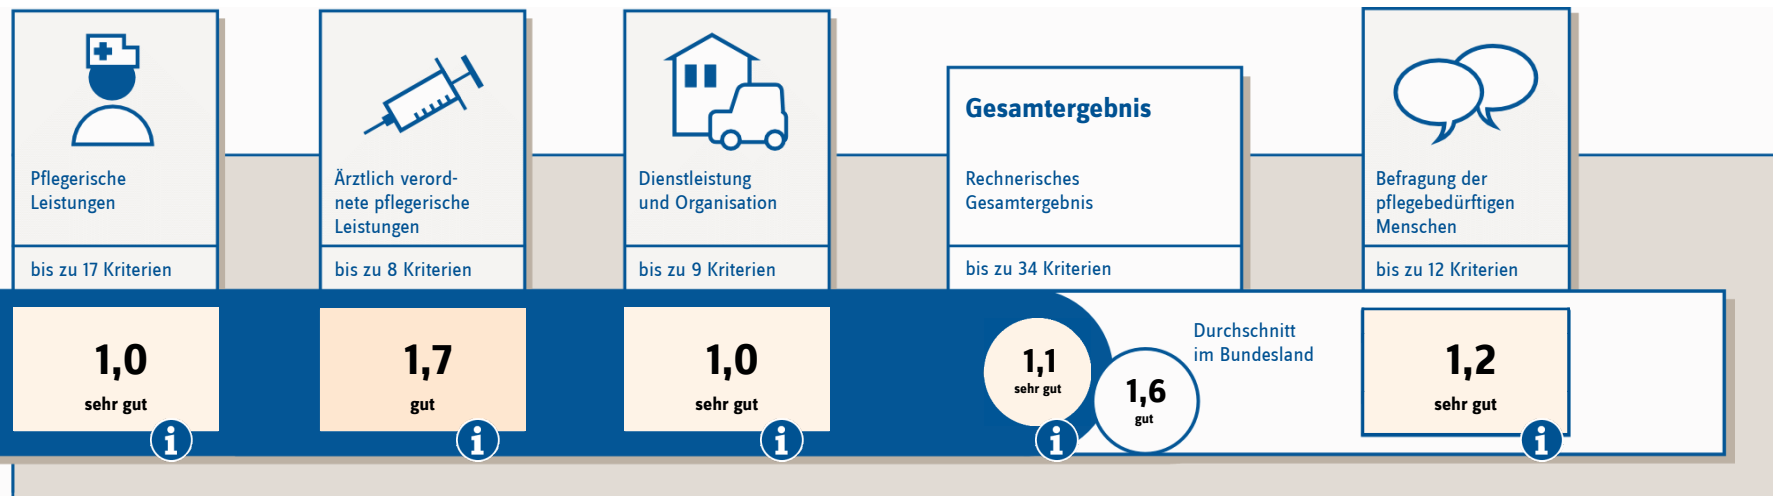 Pflegerische
Leistungen
bis zu 17 Kriterien
1,0
sehr gut
Ärztlich verord-
nete pflegerische
Leistungen
bis zu 8 Kriterien
1,7
gut
Dienstleistung
und Organisation
bis zu 9 Kriterien
1,0
sehr gut
Gesamtergebnis
Rechnerisches
Gesamtergebnis
bis zu 34 Kriterien
1,1
sehr gut
1,6
gut
Durchschnitt
im Bundesland
Befragung der
pflegebedürftigen
Menschen
bis zu 12 Kriterien
1,2
sehr gut